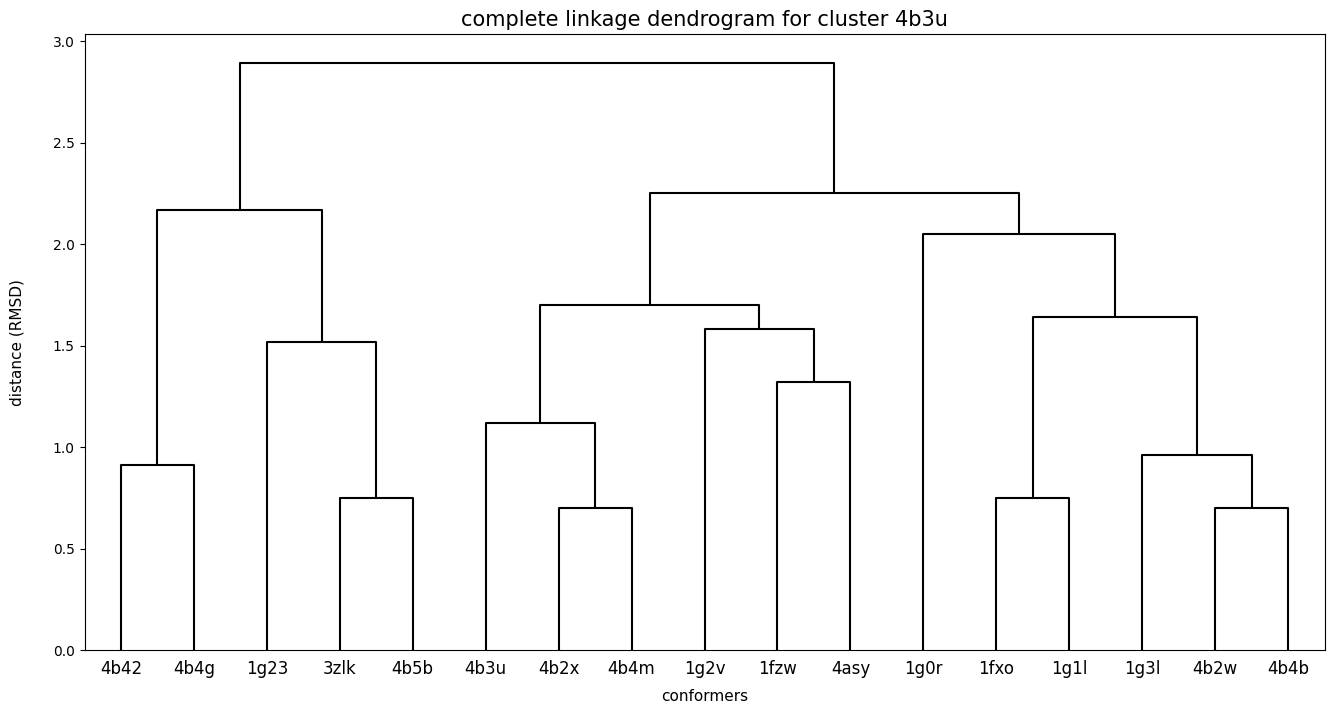 complete linkage dendrogram for cluster 4b3u
3.0
2.5
2.0
1.5
1.0
0.5
0.0
distance (RMSD)
4b42 4b4g 1g23 3zlk 4b5b 4b3u 4b2x 4b4m 1g2v 1fzw 4asy 1g0r 1fxo 1g1l 1g3l 4b2w 4b4b
conformers